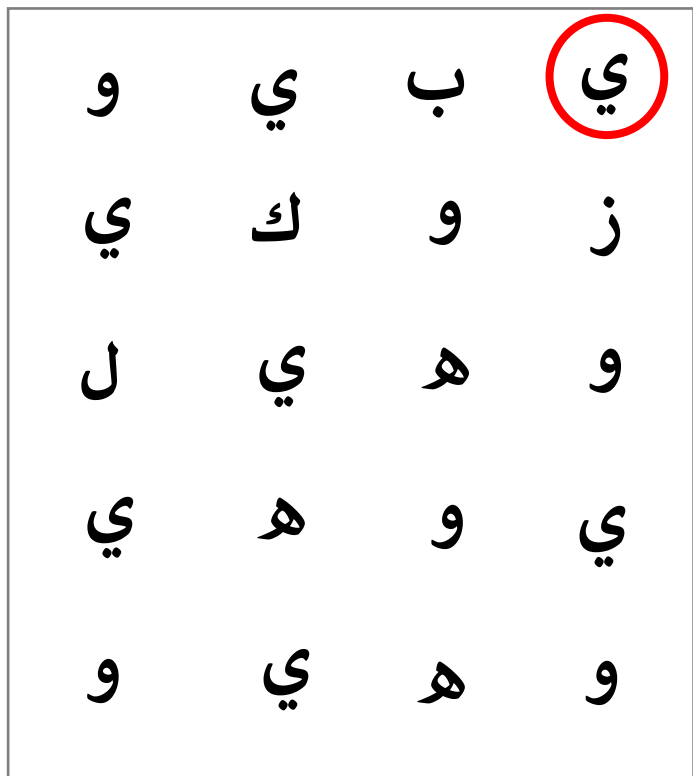 ي ب ي و
ز و ك ي
و ه ي ل
ي و ه ي
و ه ي و